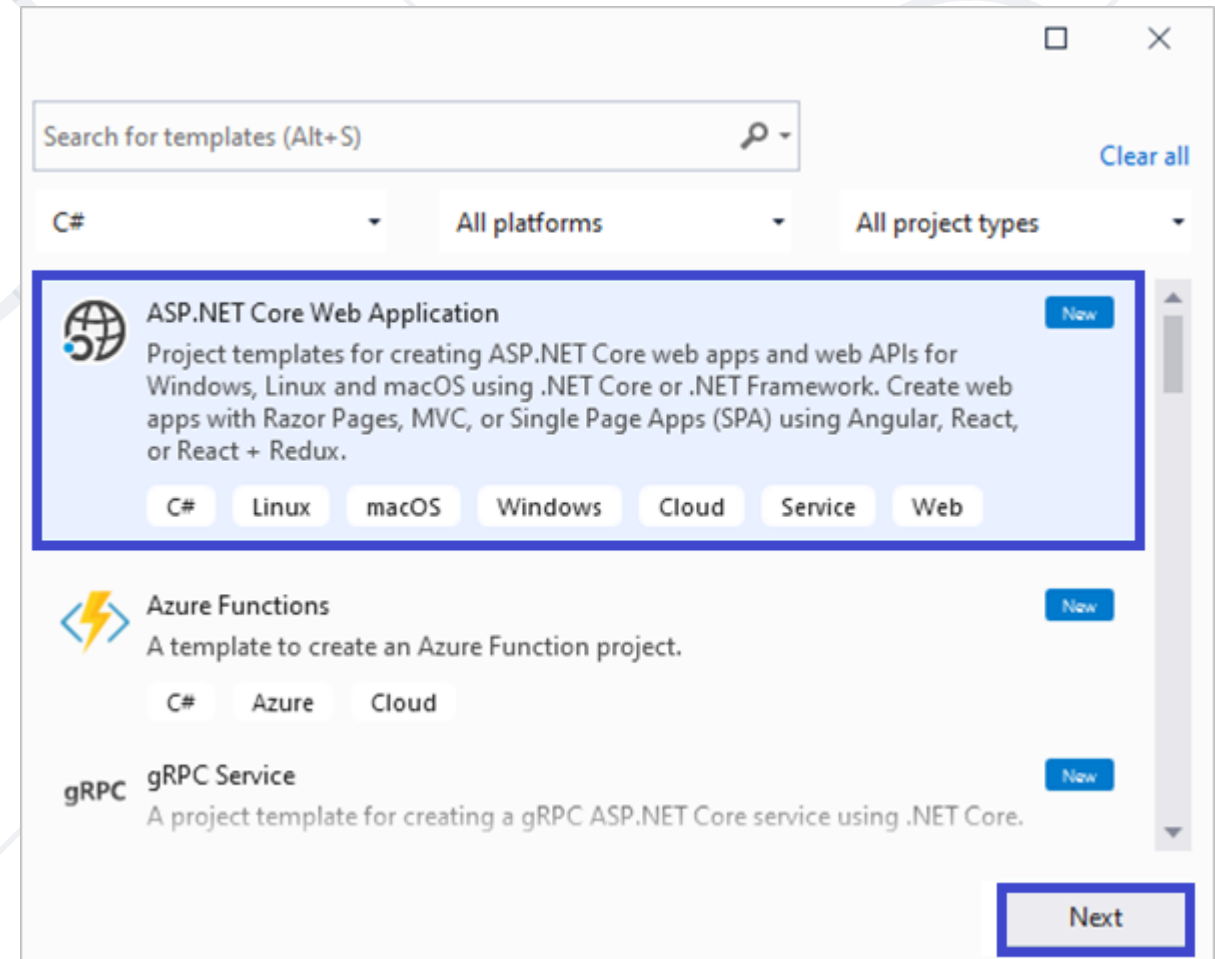 Search for templates (Alt+S)
Clear all
C#
All platforms
All project types
ASP.NET Core Web Application
New
Project templates for creating ASP.NET Core web apps and web APIs for
Windows, Linux and macOS using .NET Core or .NET Framework. Create web
apps with Razor Pages, MVC, or Single Page Apps (SPA) using Angular, React,
or React + Redux.
C# Linux macOS Windows Cloud Service Web
Azure Functions
New
A template to create an Azure Function project.
C# Azure Cloud
gRPC
gRPC Service
New
A project template for creating a gRPC ASP.NET Core service using .NET Core.
Next